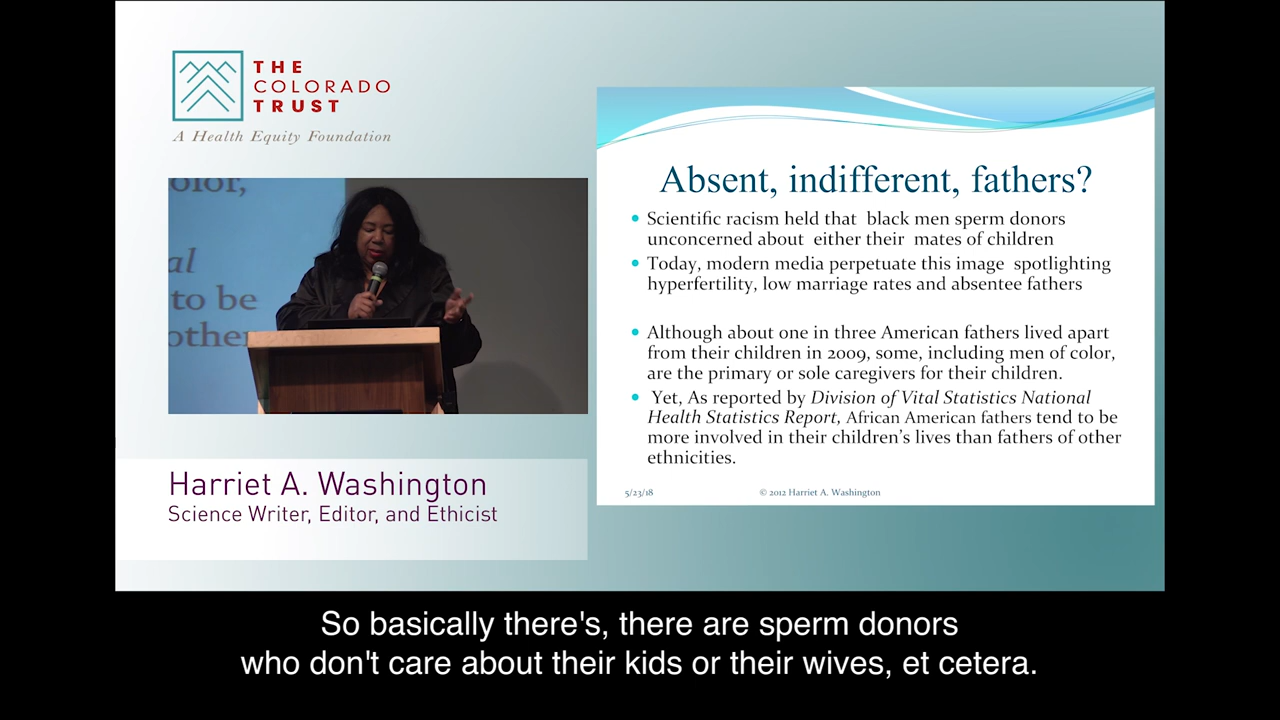 THE
COLORADO
TRUST
A Health Equity Foundation
olor,
al
to be
other
Harriet A. Washington
Science Writer, Editor, and Ethicist
Absent, indifferent, fathers?
• Scientific racism held that black men sperm donors
unconcerned about either their mates of children
• Today, modern media perpetuate this image spotlighting
hyperfertility, low marriage rates and absentee fathers
• Although about one in three American fathers lived apart
from their children in 2009, some, including men of color,
are the primary or sole caregivers for their children.
• Yet, As reported by Division of Vital Statistics National
Health Statistics Report, African American fathers tend to be
more involved in their children's lives than fathers of other
ethnicities.
5/23/18 © 2012 Harriet A. Washington
So basically there's, there are sperm donors
who don't care about their kids or their wives, et cetera.